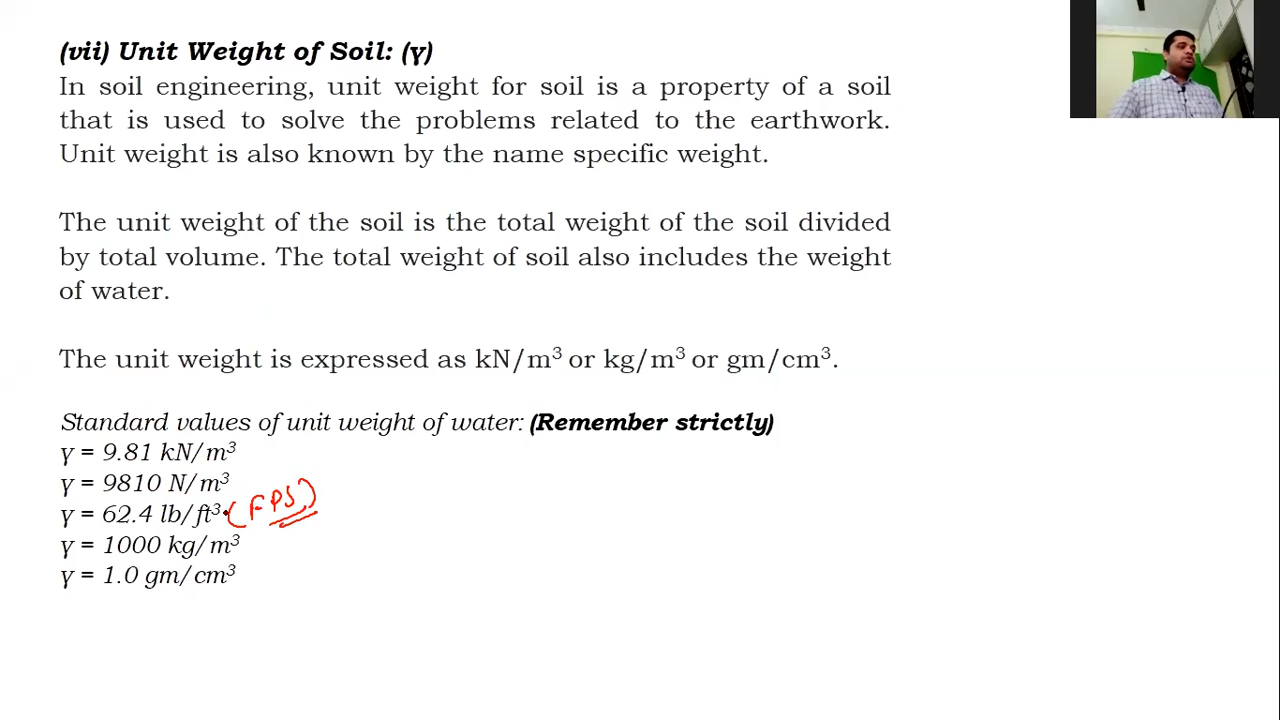 (vii) Unit Weight of Soil: (γ)
In soil engineering, unit weight for soil is a property of a soil
that is used to solve the problems related to the earthwork.
Unit weight is also known by the name specific weight.
The unit weight of the soil is the total weight of the soil divided
by total volume. The total weight of soil also includes the weight
of water.
The unit weight is expressed as kN/m³ or kg/m³ or gm/cm³.
Standard values of unit weight of water: (Remember strictly)
γ = 9.81 kN/m³
γ = 9810 N/m³
γ = 62.4 lb/ft³ (FPS)
γ = 1000 kg/m³
γ = 1.0 gm/cm³